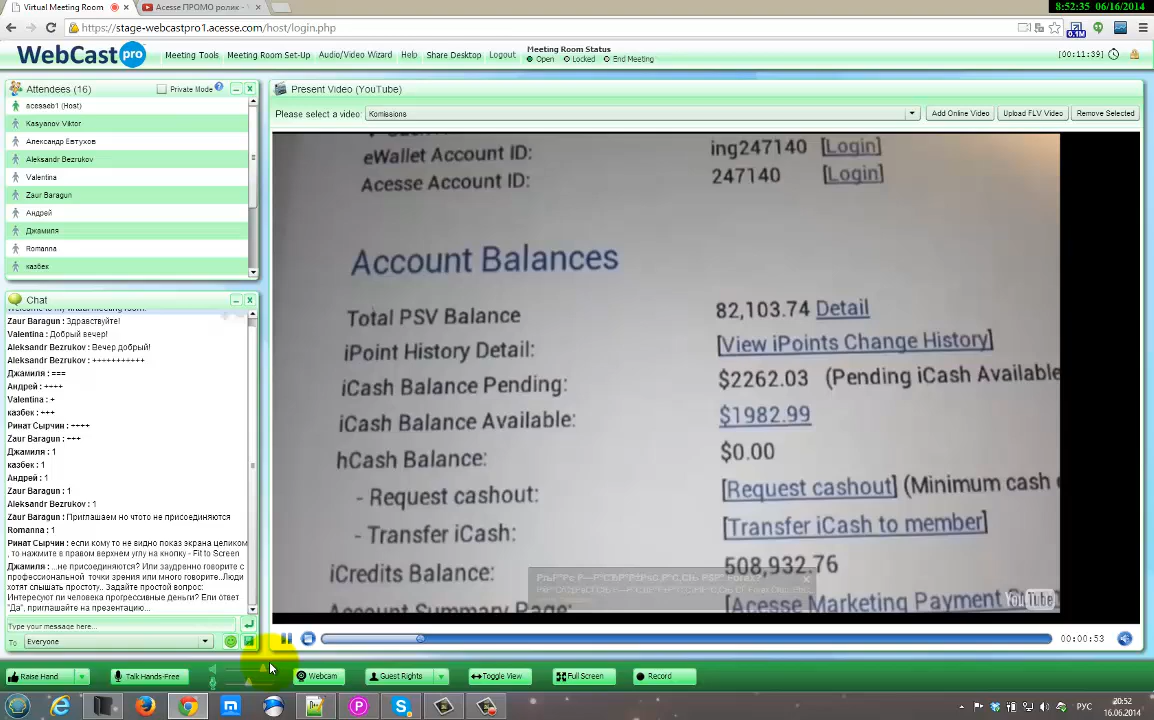 8:52:35 06/16/2014
Virtual Meeting Room
Acesse ПРОМО ролик -
https://stage-webcastpro1.acesse.com/host/login.php
0.1M
WebCast pro
Meeting Tools
Meeting Room Set-Up
Audio/Video Wizard
Help
Share Desktop
Logout
Meeting Room Status
Open
Locked
End Meeting
[00:11:39]
Attendees (16)
Private Mode
acesseb1 (Host)
Kasyanov Viktor
Александр Евтухов
Aleksandr Bezrukov
Valentina
Zaur Baragun
Андрей
Джамиля
Romanna
казбек
Chat
Welcome to my virtual meeting room!
Zaur Baragun : Здравствуйте!
Valentina : Добрый вечер!
Aleksandr Bezrukov : Вечер добрый!
Aleksandr Bezrukov : +++++++++++
Джамиля : ===
Андрей : ++++
Valentina : +
казбек : +++
Ринат Сырчин : ++++
Zaur Baragun : +++
Джамиля : 1
казбек : 1
Андрей : 1
Zaur Baragun : 1
Aleksandr Bezrukov : 1
Zaur Baragun : Приглашаем но чтото не присоединяются
Romanna : 1
Ринат Сырчин : если кому то не видно показ экрана целиком
, то нажмите в правом верхнем углу на кнопку - Fit to Screen
Джамиля : ...не присоединяются? Или заудренно говорите с
профессиональной точки зрения или много говорите..Люди
хотят слышать простоту.. Задайте простой вопрос:
Интересуют ли человека прогрессивные деньги? Ели ответ
"Да", приглашайте на презентацию...
Type your message here...
To
Everyone
Present Video (YouTube)
Please select a video:
Komissions
Add Online Video
Upload FLV Video
Remove Selected
eWallet Account ID: ing247140 [Login]
Acesse Account ID: 247140 [Login]
Account Balances
Total PSV Balance 82,103.74 Detail
iPoint History Detail: [View iPoints Change History]
iCash Balance Pending: $2262.03 (Pending iCash Available
iCash Balance Available: $1982.99
hCash Balance: $0.00
- Request cashout: [Request cashout] (Minimum cash
- Transfer iCash: [Transfer iCash to member]
iCredits Balance: 508,932.76
Account Summary Page: [Acesse Marketing Payment
YouTube
00:00:53
Raise Hand
Talk Hands-Free
Webcam
Guest Rights
Toggle View
Full Screen
Record
РУС
20:52
16.06.2014